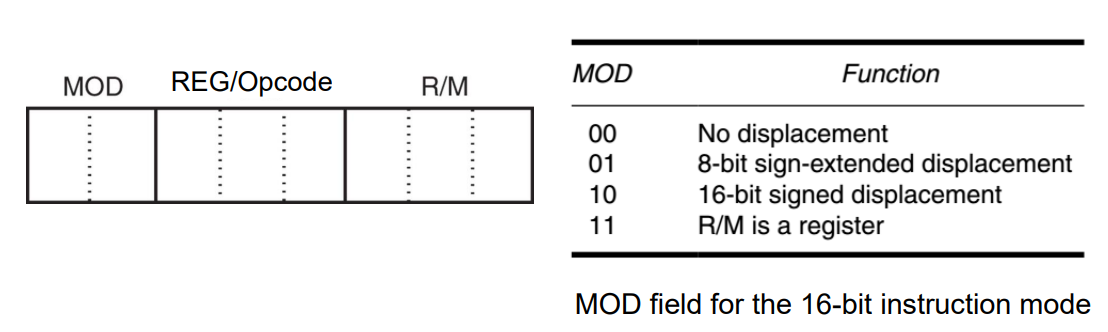 MOD REG/Opcode R/M
MOD Function
00 No displacement
01 8-bit sign-extended displacement
10 16-bit signed displacement
11 R/M is a register
MOD field for the 16-bit instruction mode